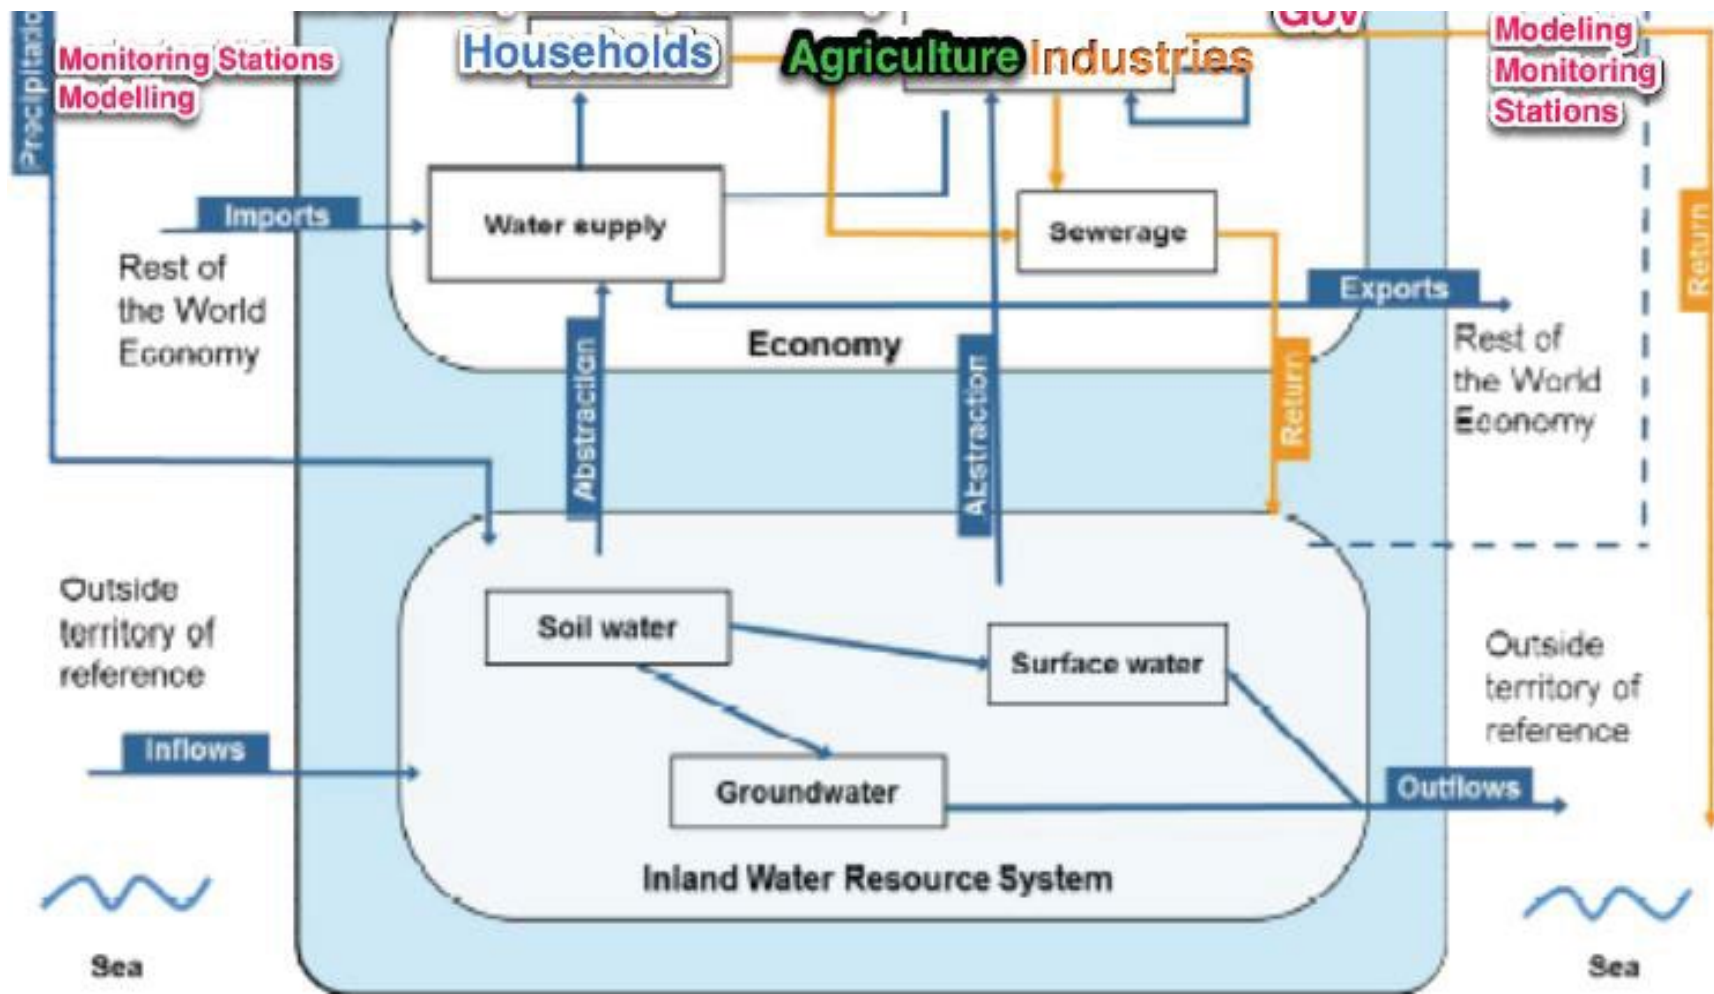 Precipitatio
Monitoring Stations
Modelling
Households
Agriculture
Industries
Gov
Modeling
Monitoring
Stations
Imports
Water supply
Sewerage
Return
Rest of
the World
Economy
Exports
Economy
Rest of
the World
Economy
Abstraction
Abstraction
Return
Outside
territory of
reference
Soil water
Surface water
Outside
territory of
reference
Inflows
Groundwater
Outflows
Inland Water Resource System
Sea
Sea